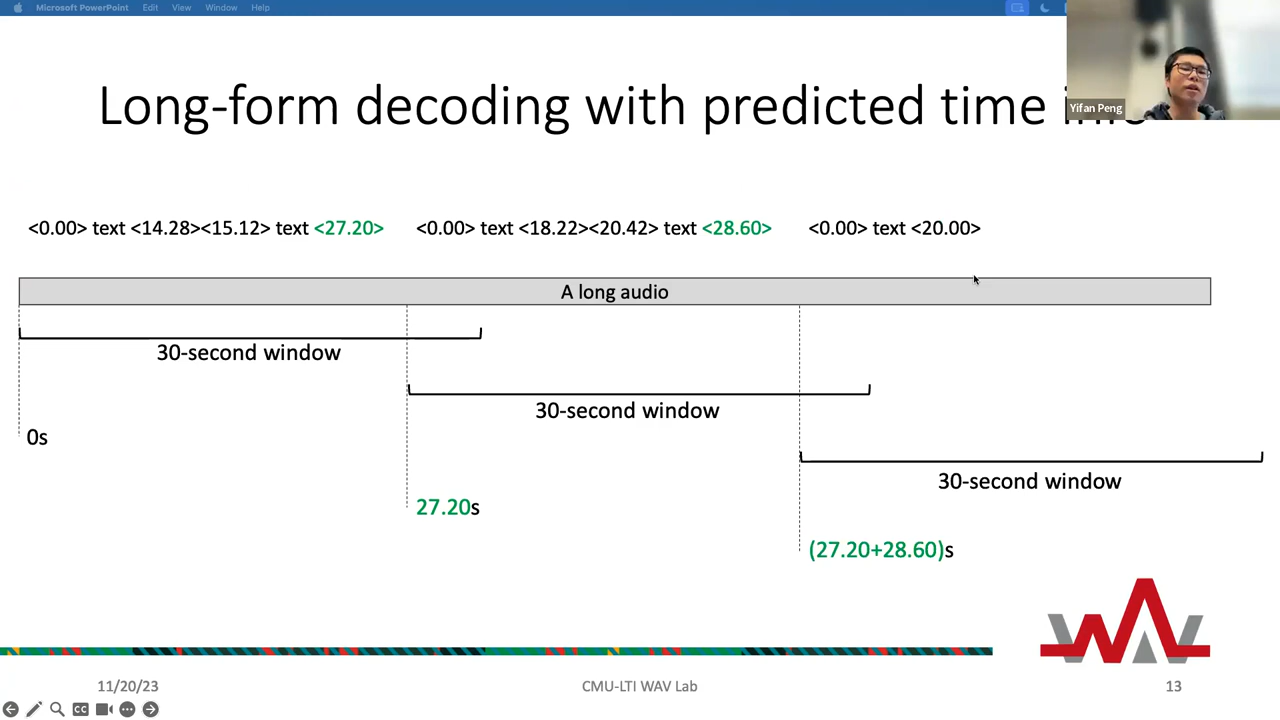 Microsoft PowerPoint Edit View Window Help
Yifan Peng
Long-form decoding with predicted time info
<0.00> text <14.28><15.12> text <27.20> <0.00> text <18.22><20.42> text <28.60> <0.00> text <20.00>
A long audio
30-second window
30-second window
0s
30-second window
27.20s
(27.20+28.60)s
WAV
11/20/23 CMU-LTI WAV Lab 13
CC